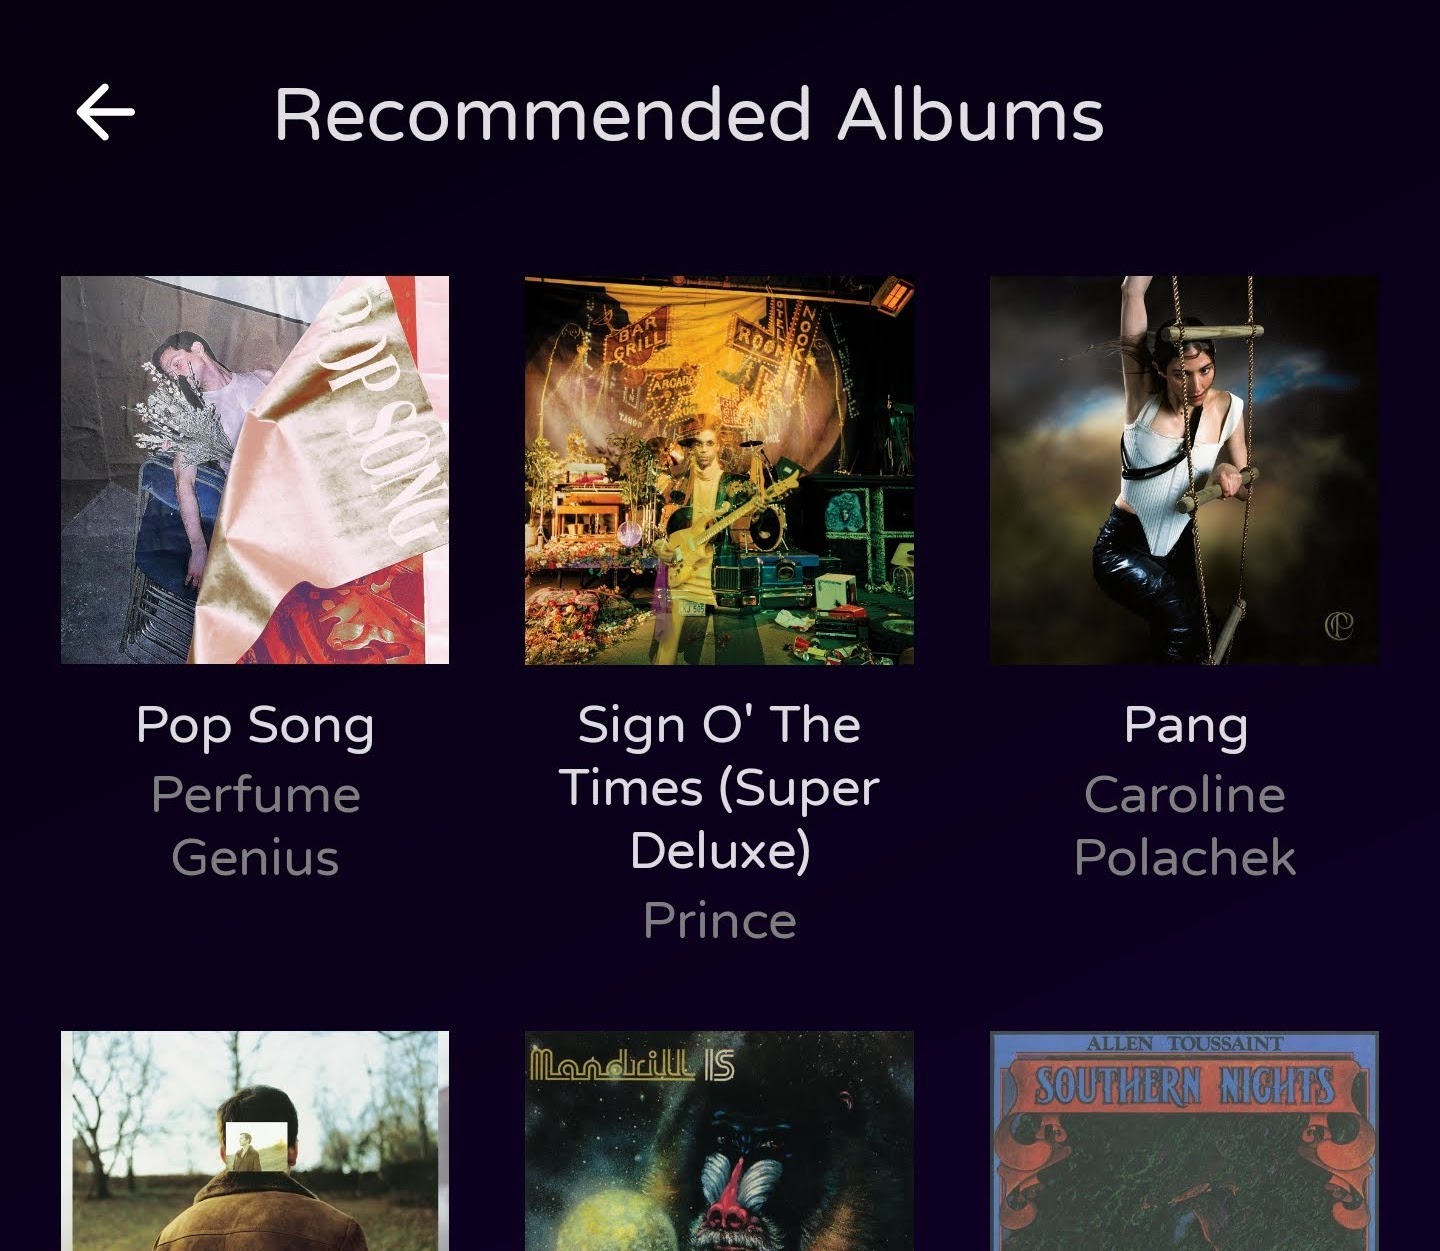 Recommended Albums
POP SONG
BAR
GRILL
ARCADE
Pop Song
Perfume
Genius
Sign O' The
Times (Super
Deluxe)
Prince
Pang
Caroline
Polachek
Mandrill IS
ALLEN TOUSSAINT
SOUTHERN NIGHTS